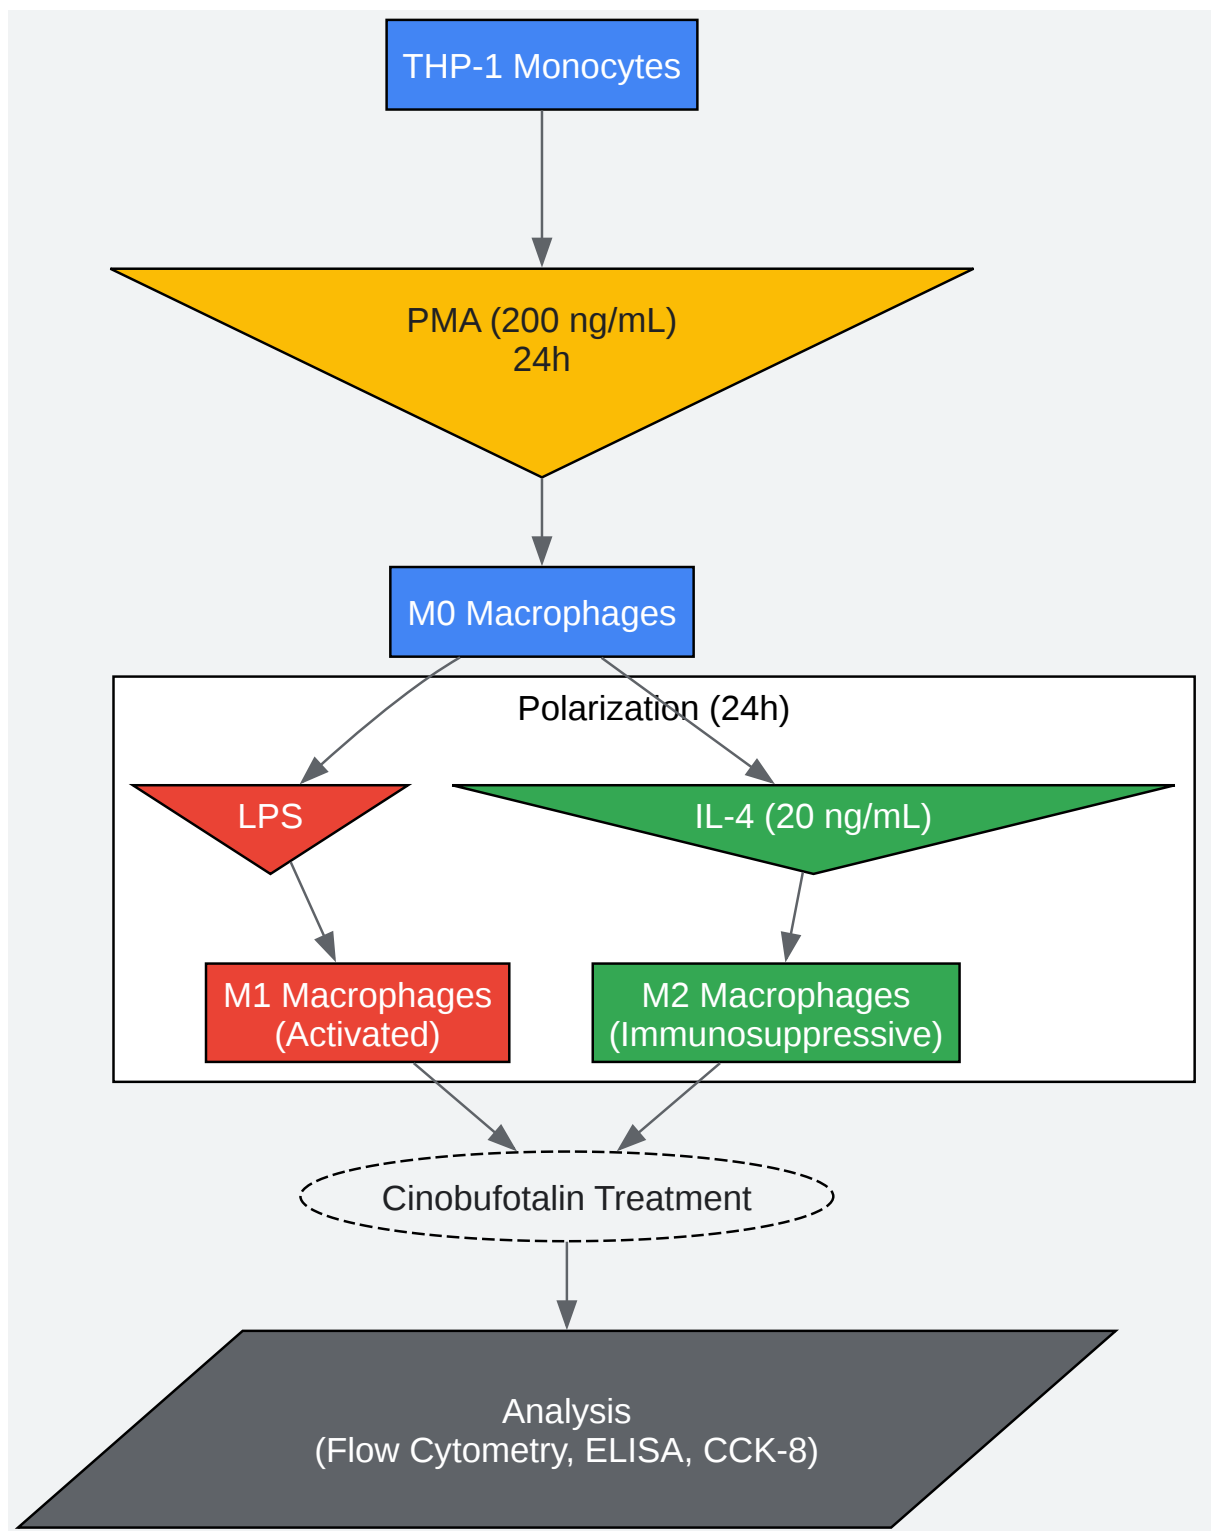 THP-1 Monocytes
PMA (200 ng/mL)
24h
M0 Macrophages
Polarization (24h)
LPS
IL-4 (20 ng/mL)
M1 Macrophages
(Activated)
M2 Macrophages
(Immunosuppressive)
Cinobufotalin Treatment
Analysis
(Flow Cytometry, ELISA, CCK-8)